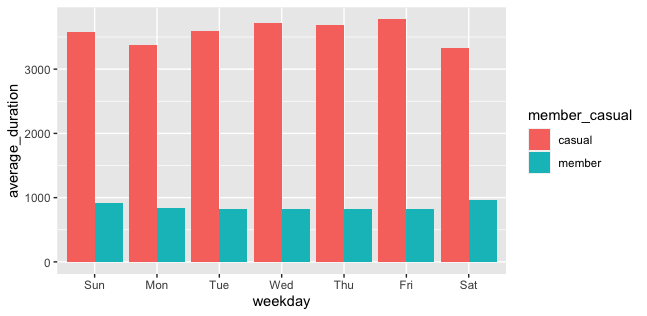 average_duration
3000
2000
1000
0
Sun Mon Tue Wed Thu Fri Sat
weekday
member_casual
casual
member